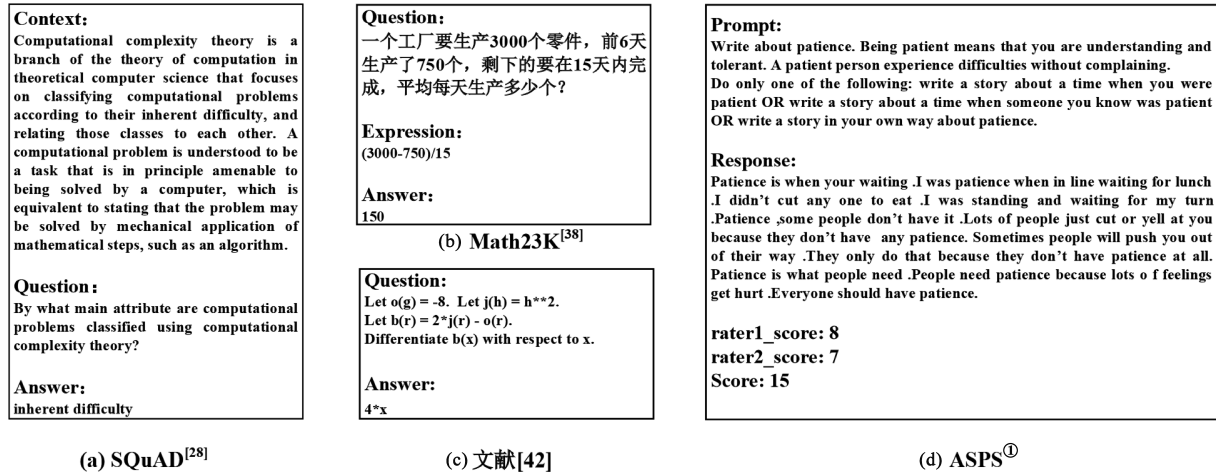 Context：
Computational complexity theory is a
branch of the theory of computation in
theoretical computer science that focuses
on classifying computational problems
according to their inherent difficulty, and
relating those classes to each other. A
computational problem is understood to be
a task that is in principle amenable to
being solved by a computer, which is
equivalent to stating that the problem may
be solved by mechanical application of
mathematical steps, such as an algorithm.
Question：
By what main attribute are computational
problems classified using computational
complexity theory?
Answer：
inherent difficulty
(a) SQuAD[28]
Question：
一个工厂要生产3000个零件，前6天
生产了750个，剩下的要在15天内完
成，平均每天生产多少个？
Expression：
(3000-750)/15
Answer：
150
(b) Math23K[38]
Question：
Let o(g) = -8. Let j(h) = h**2.
Let b(r) = 2*j(r) - o(r).
Differentiate b(x) with respect to x.
Answer：
4*x
(c) 文献[42]
Prompt：
Write about patience. Being patient means that you are understanding and
tolerant. A patient person experience difficulties without complaining.
Do only one of the following: write a story about a time when you were
patient OR write a story about a time when someone you know was patient
OR write a story in your own way about patience.
Response：
Patience is when your waiting .I was patience when in line waiting for lunch
.I didn’t cut any one to eat .I was standing and waiting for my turn
.Patience ,some people don’t have it .Lots of people just cut or yell at you
because they don’t have any patience. Sometimes people will push you out
of their way .They only do that because they don’t have patience at all.
Patience is what people need .People need patience because lots o f feelings
get hurt .Everyone should have patience.
rater1_score: 8
rater2_score: 7
Score: 15
(d) ASPS①